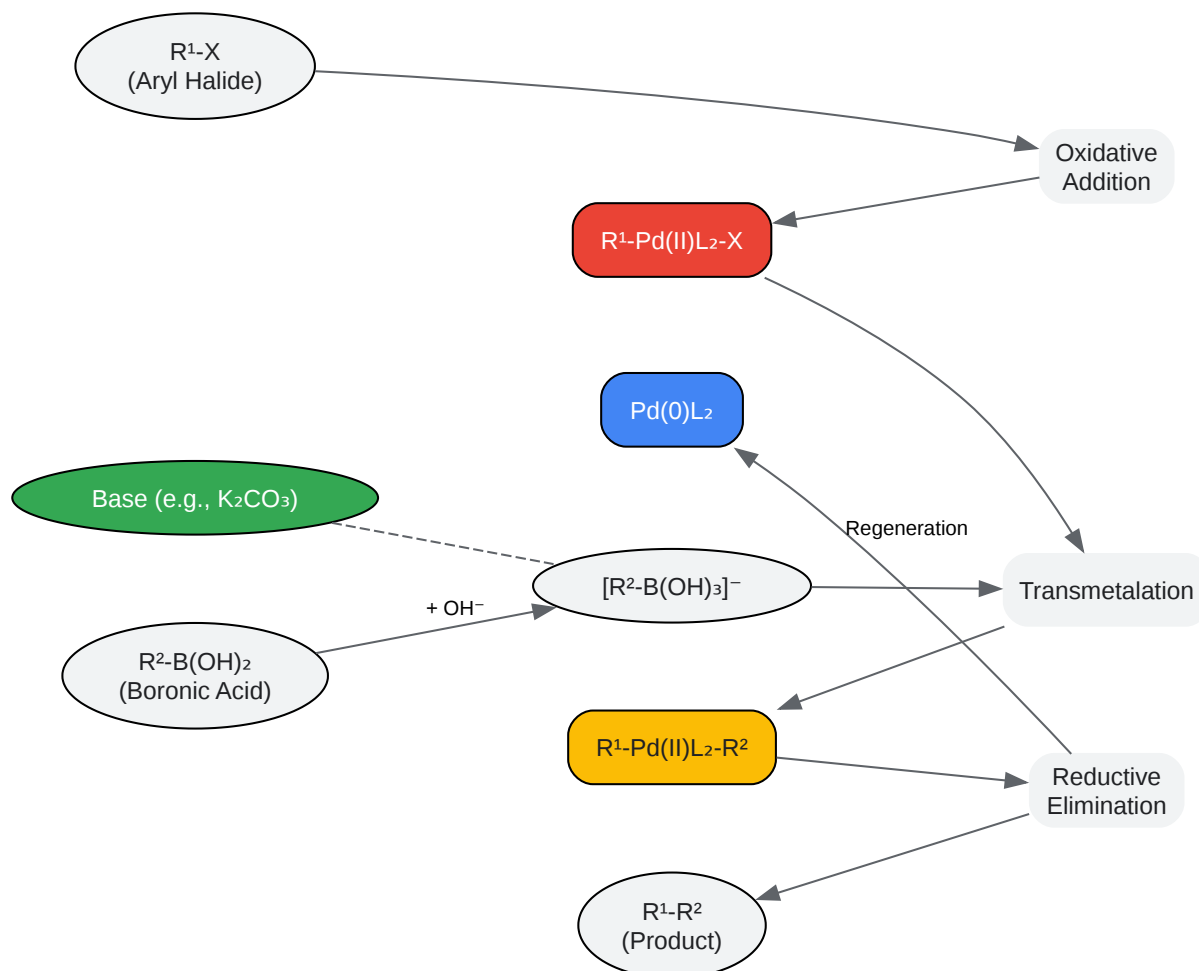 R¹-X
(Aryl Halide)
Oxidative
Addition
R¹-Pd(II)L₂-X
Pd(0)L₂
Base (e.g., K₂CO₃)
Regeneration
[R²-B(OH)₃]⁻
Transmetalation
+ OH⁻
R²-B(OH)₂
(Boronic Acid)
R¹-Pd(II)L₂-R²
Reductive
Elimination
R¹-R²
(Product)